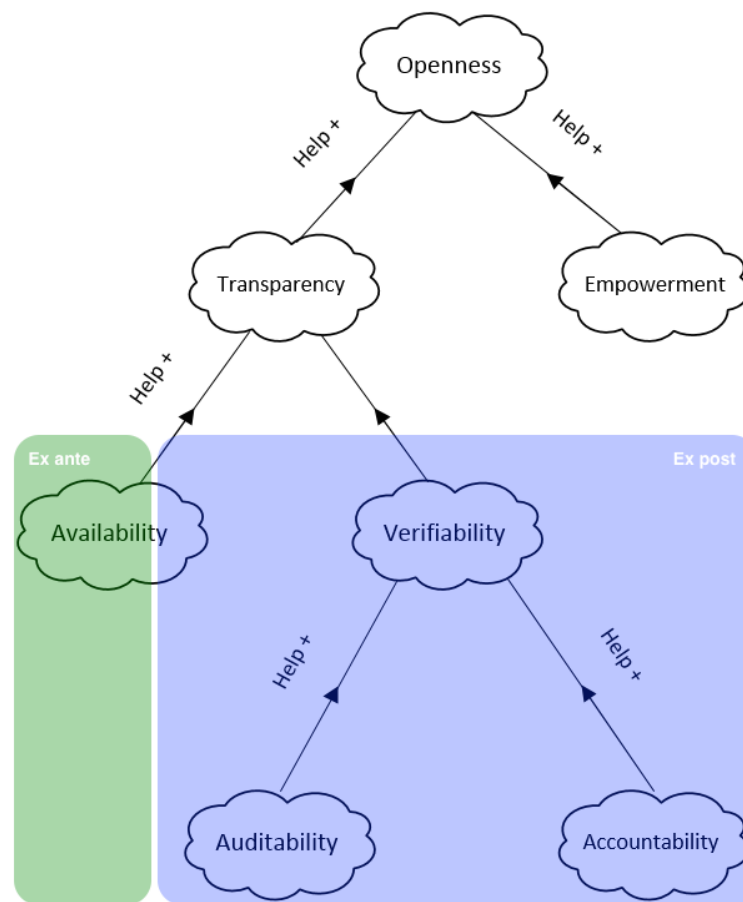 Openness
Help +
Help +
Transparency
Empowerment
Help +
Ex ante
Ex post
Availability
Verifiability
Help +
Help +
Auditability
Accountability